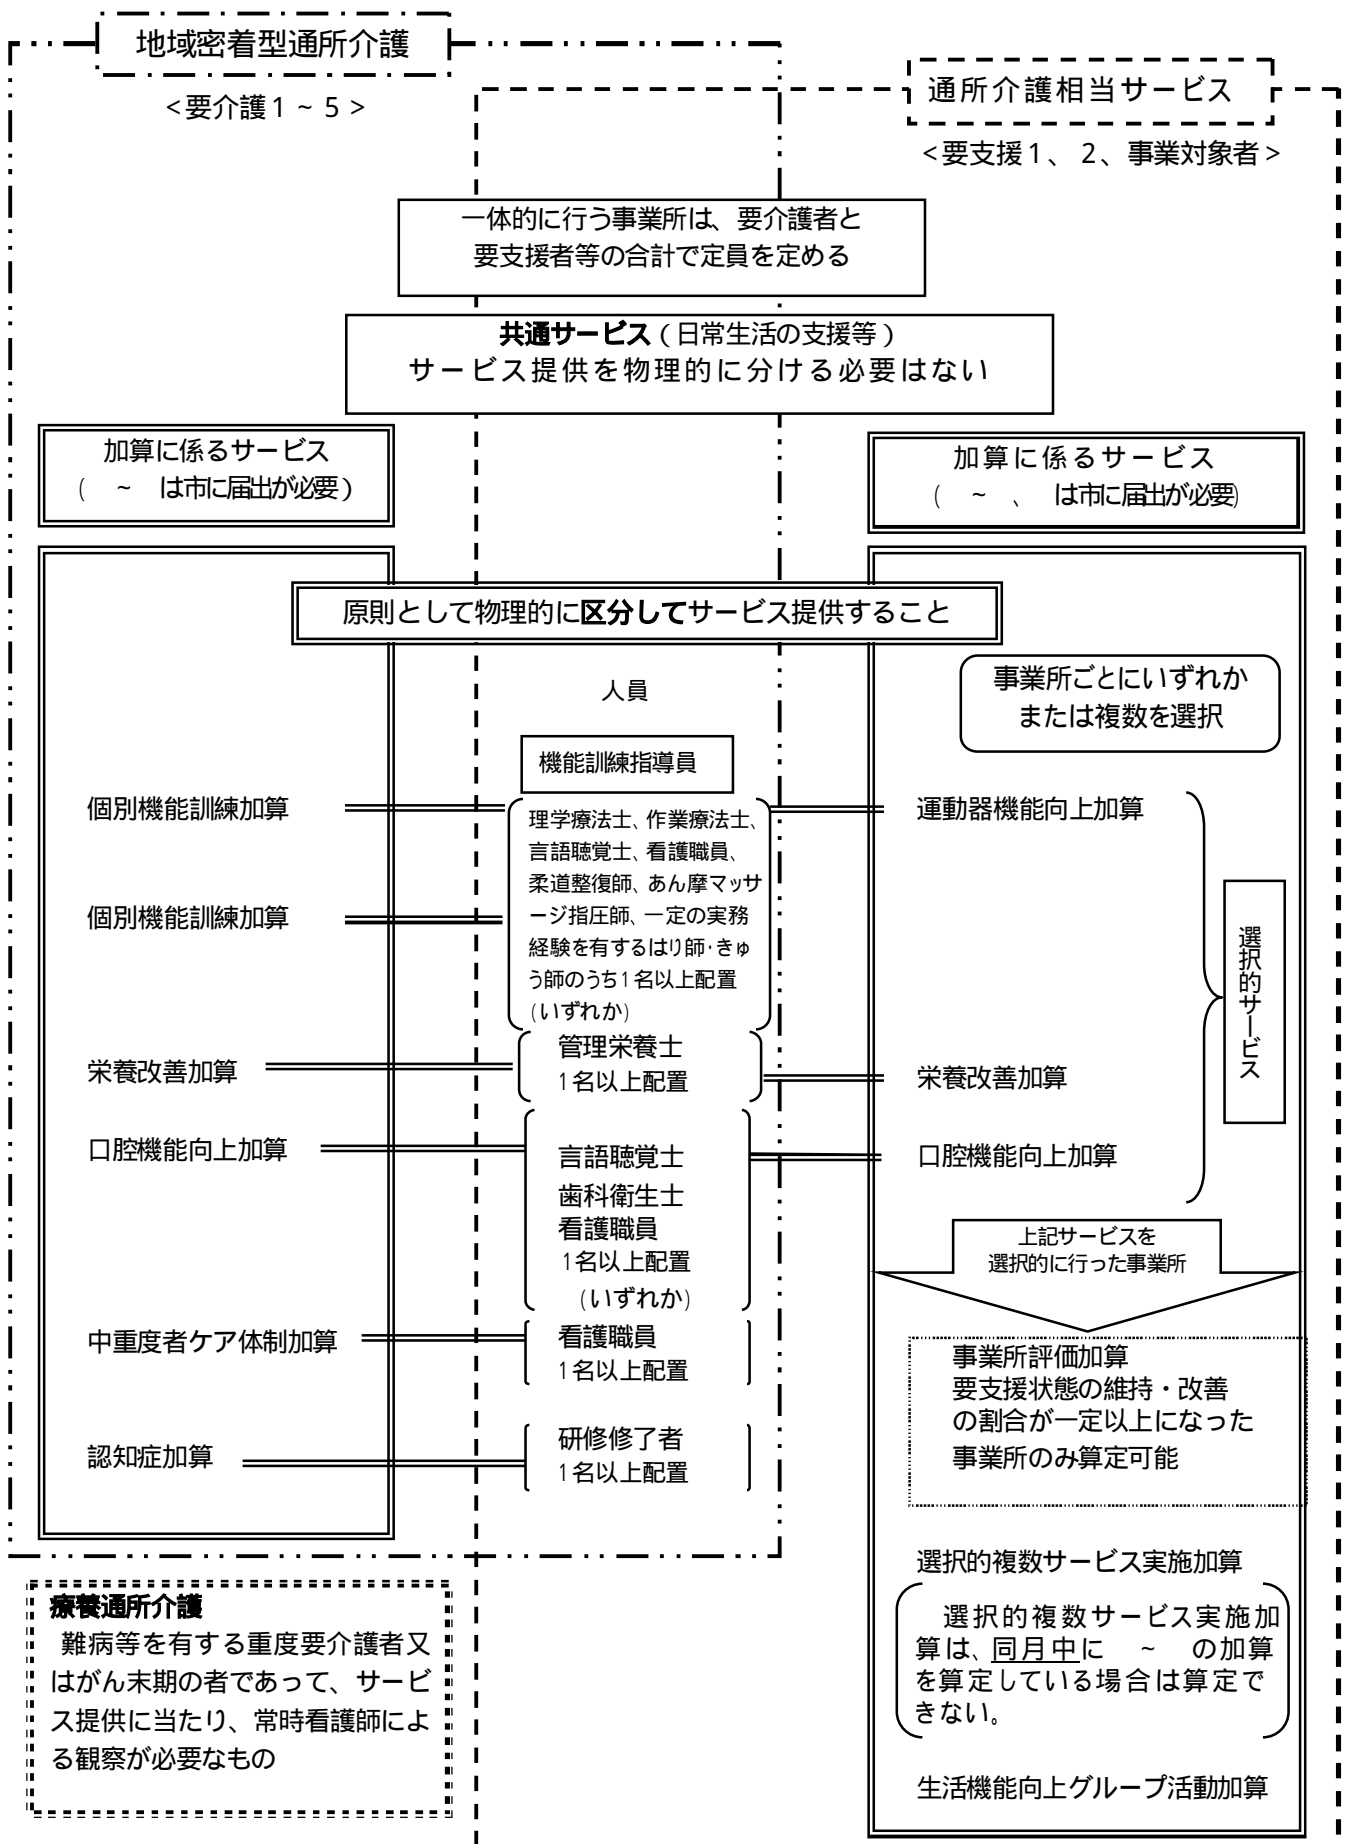 地域密着型通所介護
<要介護1~5>
通所介護相当サービス
<要支援1、2、事業対象者>
一体的に行う事業所は、要介護者と
要支援者等の合計で定員を定める
共通サービス(日常生活の支援等)
サービス提供を物理的に分ける必要はない
加算に係るサービス
( ~ は市に届出が必要)
加算に係るサービス
( ~ 、 は市に届出が必要)
原則として物理的に区分してサービス提供すること
人員
事業所ごとにいずれか
または複数を選択
機能訓練指導員
個別機能訓練加算
個別機能訓練加算
理学療法士、作業療法士、
言語聴覚士、看護職員、
柔道整復師、あん摩マッサ
ージ指圧師、一定の実務
経験を有するはり師・きゅ
う師のうち1名以上配置
(いずれか)
運動器機能向上加算
選択的サービス
栄養改善加算
管理栄養士
1名以上配置
栄養改善加算
口腔機能向上加算
言語聴覚士
歯科衛生士
看護職員
1名以上配置
(いずれか)
口腔機能向上加算
上記サービスを
選択的に行った事業所
中重度者ケア体制加算
看護職員
1名以上配置
事業所評価加算
要支援状態の維持・改善
の割合が一定以上になった
事業所のみ算定可能
認知症加算
研修修了者
1名以上配置
選択的複数サービス実施加算
選択的複数サービス実施加
算は、同月中に ~ の加算
を算定している場合は算定で
きない。
生活機能向上グループ活動加算
療養通所介護
難病等を有する重度要介護者又
はがん末期の者であって、サービ
ス提供に当たり、常時看護師によ
る観察が必要なもの